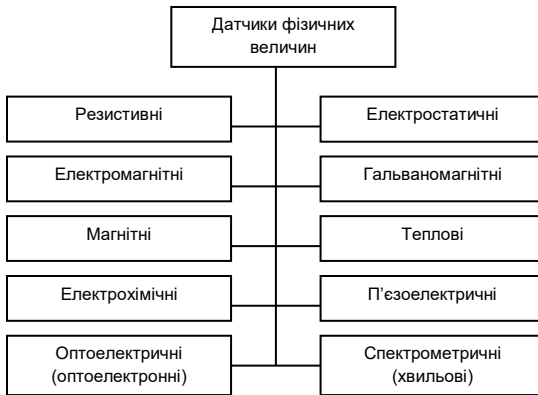 Датчики фізичних
величин
Резистивні
Електростатичні
Електромагнітні
Гальваномагнітні
Магнітні
Теплові
Електрохімічні
П’єзоелектричні
Оптоелектричні
(оптоелектронні)
Спектрометричні
(хвильові)